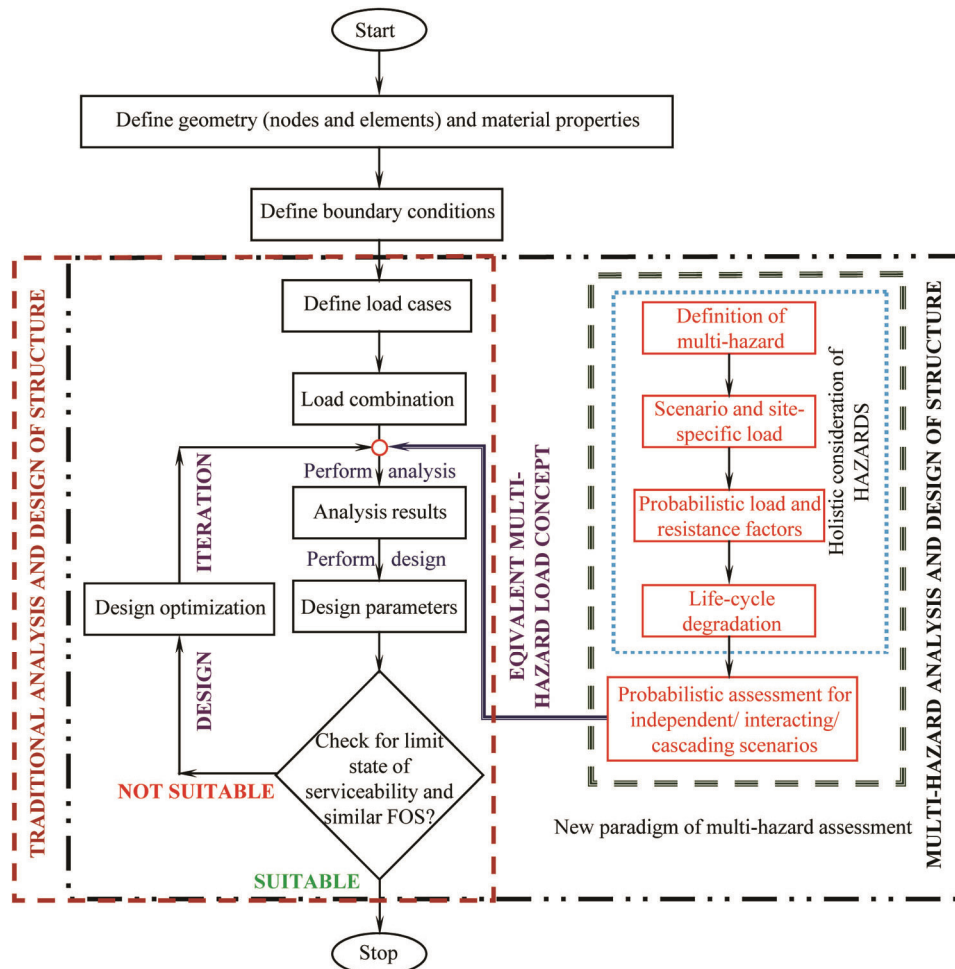 Start
Define geometry (nodes and elements) and material properties
Define boundary conditions
TRADITIONAL ANALYSIS AND DESIGN OF STRUCTURE
Define load cases
Load combination
Perform analysis
Analysis results
Perform design
Design parameters
Design optimization
ITERATION
DESIGN
Check for limit
state of
serviceability and
similar FOS?
NOT SUITABLE
SUITABLE
Stop
EQIVALENT MULTI-
HAZARD LOAD CONCEPT
Definition of
multi-hazard
Scenario and site-
specific load
Probabilistic load and
resistance factors
Life-cycle
degradation
Holistic consideration of
HAZARDS
Probabilistic assessment for
independent/ interacting/
cascading scenarios
New paradigm of multi-hazard assessment
MULTI-HAZARD ANALYSIS AND DESIGN OF STRUCTURE